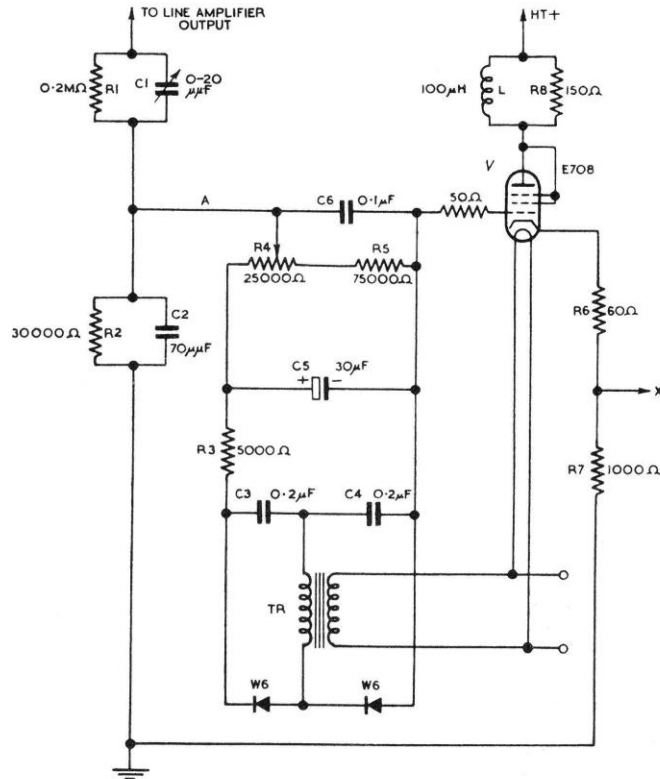 TO LINE AMPLIFIER
OUTPUT
HT+
0·2MΩ
R1
C1
0-20
μμF
100μH
L
R8
150Ω
V
E708
A
C6
0·1μF
50Ω
R4
25000Ω
R5
75000Ω
30000Ω
R2
C2
70μμF
R6
60Ω
C5
+
−
30μF
X
R3
5000Ω
R7
1000Ω
C3
0·2μF
C4
0·2μF
TR
W6
W6